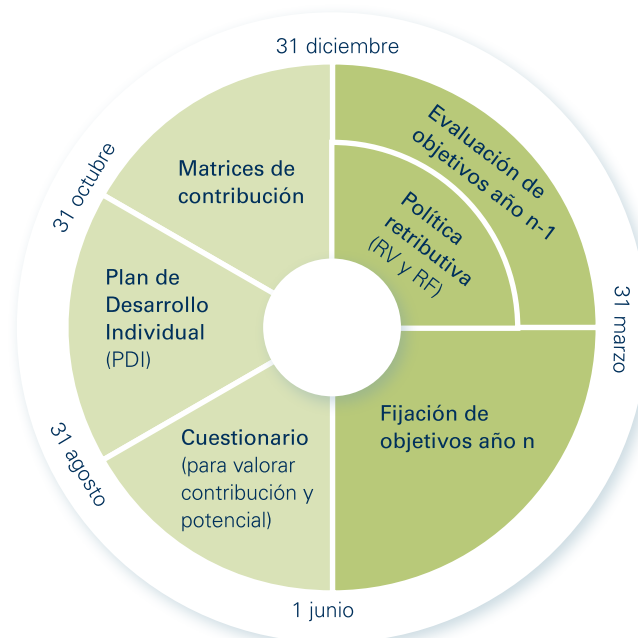 31 diciembre
Evaluación de
objetivos año n-1
Política
retributiva
(RV y RF)
31 marzo
Fijación de
objetivos año n
1 junio
Cuestionario
(para valorar
contribución y
potencial)
31 agosto
Plan de
Desarrollo
Individual
(PDI)
31 octubre
Matrices de
contribución